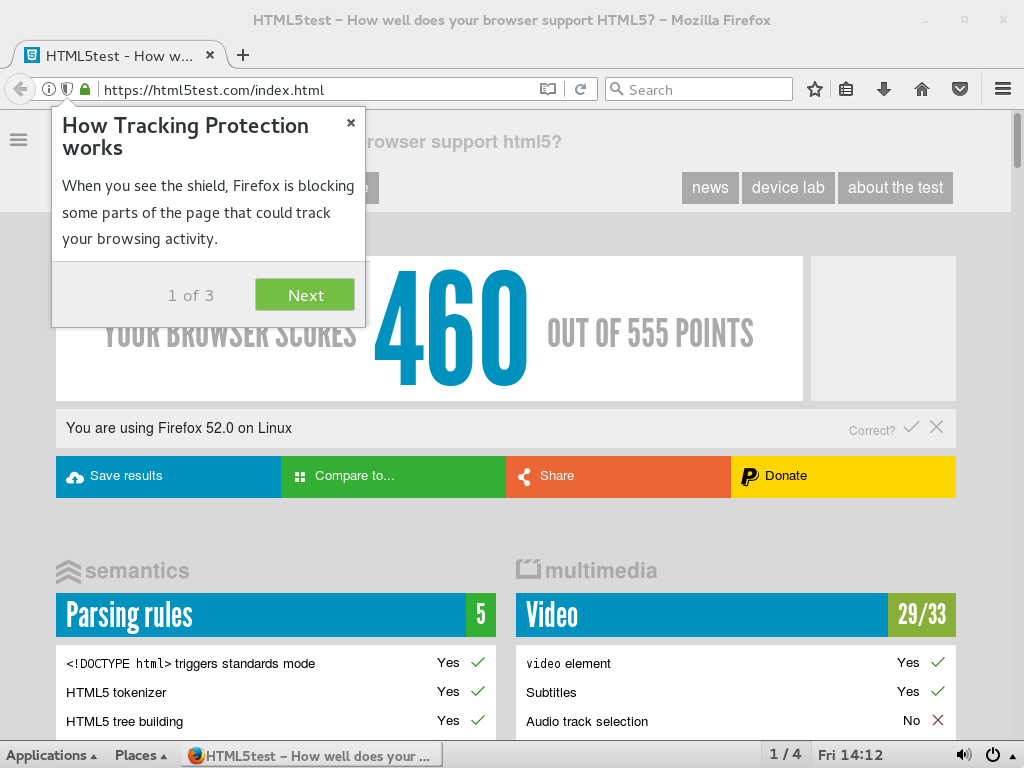 HTML5test – How well does your browser support HTML5? – Mozilla Firefox
HTML5test - How w...
https://html5test.com/index.html
Search
How Tracking Protection
works
When you see the shield, Firefox is blocking
some parts of the page that could track
your browsing activity.
1 of 3
Next
rowser support html5?
news
device lab
about the test
YOUR BROWSER SCORES
460
OUT OF 555 POINTS
You are using Firefox 52.0 on Linux
Correct?
Save results
Compare to...
Share
Donate
semantics
multimedia
Parsing rules
5
Video
29/33
<!DOCTYPE html> triggers standards mode
Yes
video element
Yes
HTML5 tokenizer
Yes
Subtitles
Yes
HTML5 tree building
Yes
Audio track selection
No
Applications
Places
HTML5test – How well does your ...
1 / 4
Fri 14:12